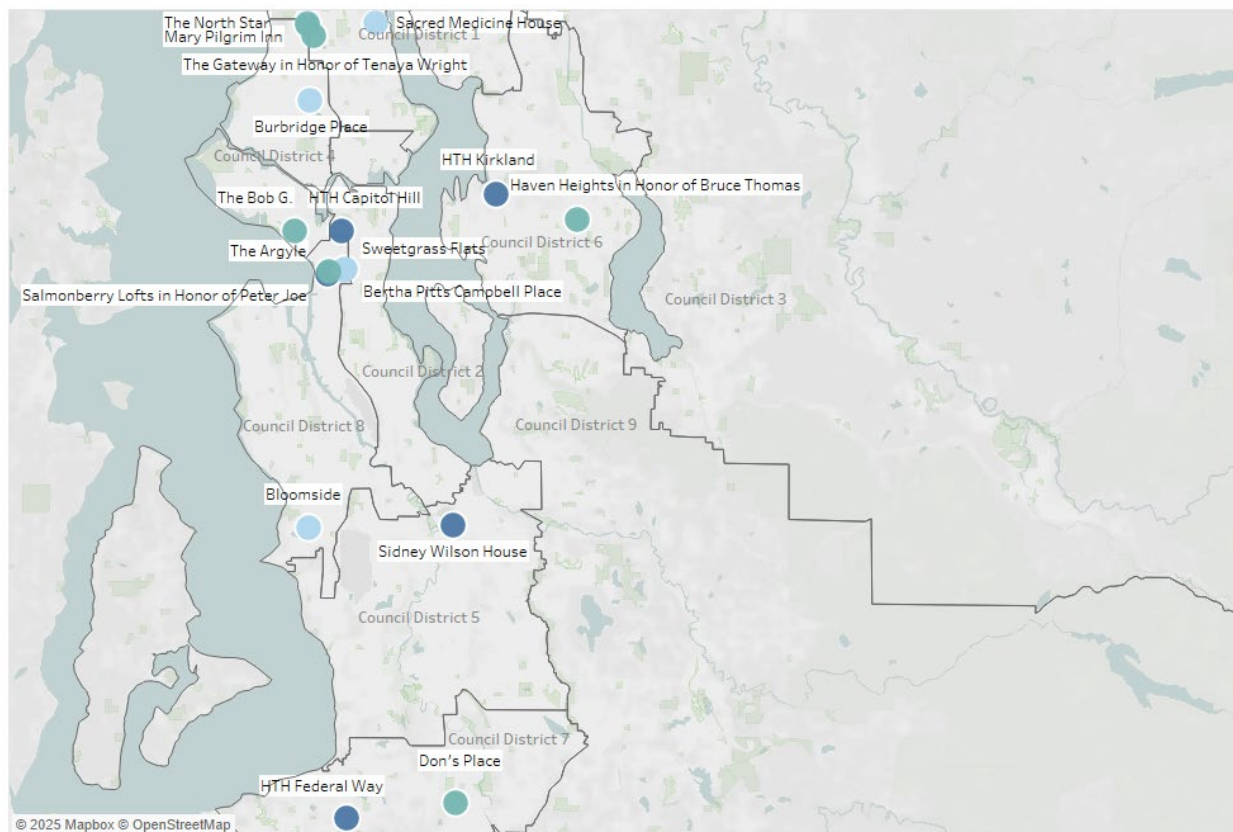 The North Star
Sacred Medicine House
Mary Pilgrim Inn
Council District 1
The Gateway in Honor of Tenaya Wright
Burbridge Place
Council District 4
HTH Kirkland
Haven Heights in Honor of Bruce Thomas
The Bob G.
HTH Capitol Hill
Council District 6
The Argyle
Sweetgrass Flats
Bertha Pitts Campbell Place
Salmonberry Lofts in Honor of Peter Joe
Council District 3
Council District 2
Council District 8
Council District 9
Bloomside
Sidney Wilson House
Council District 5
Council District 7
Don's Place
HTH Federal Way
© 2025 Mapbox © OpenStreetMap